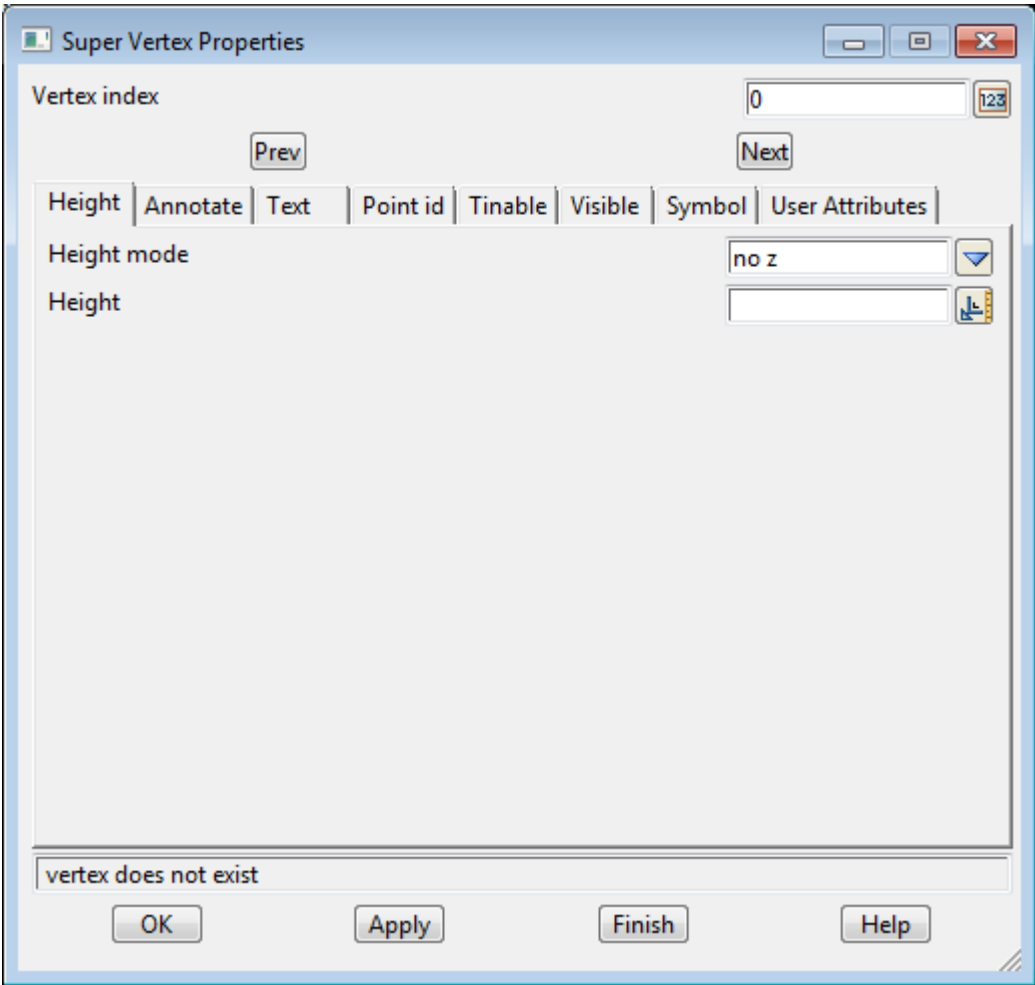 Super Vertex Properties
Vertex index 0 123
Prev Next
Height Annotate Text Point id Tinable Visible Symbol User Attributes
Height mode no z
Height
vertex does not exist
OK Apply Finish Help